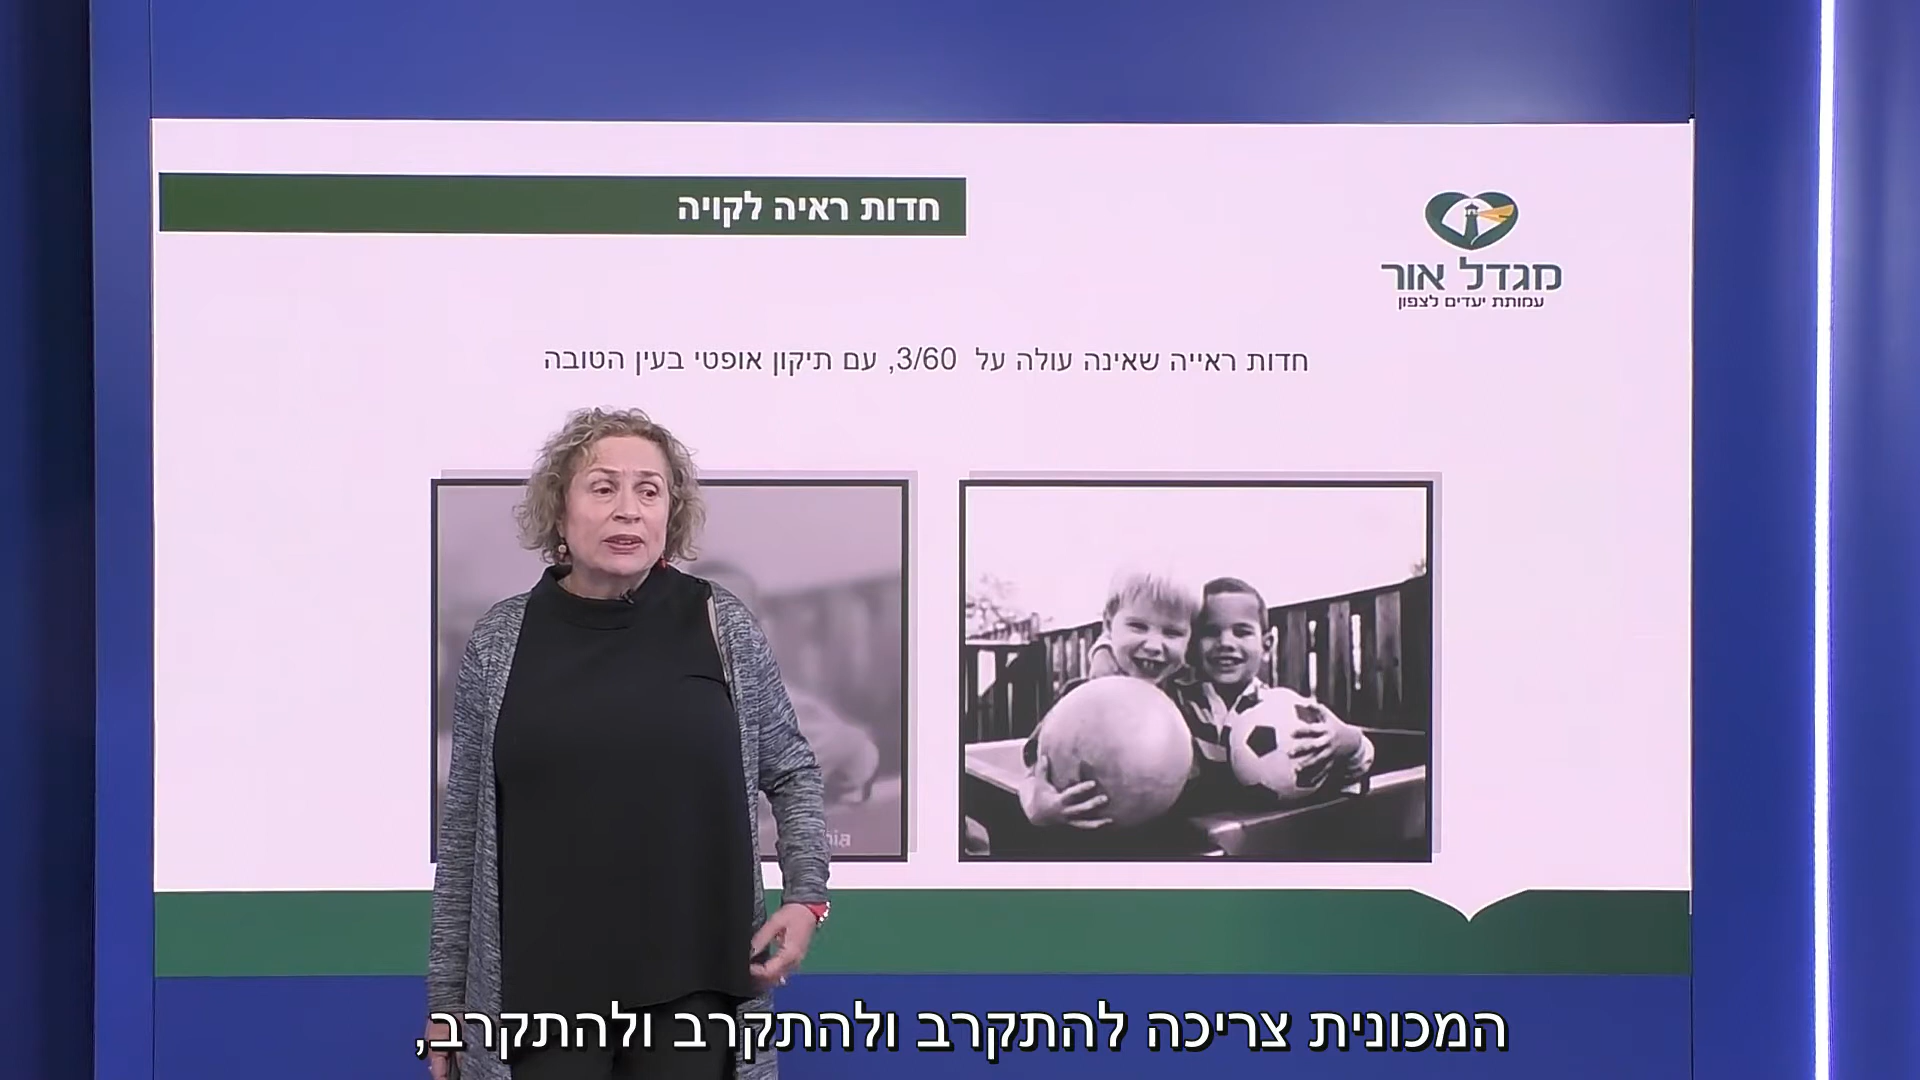 חדות ראיה לקויה
מגדל אור
עמותת יעדים לצפון
חדות ראייה שאינה עולה על 3/60, עם תיקון אופטי בעין הטובה
המכונית צריכה להתקרב ולהתקרב ולהתקרב,